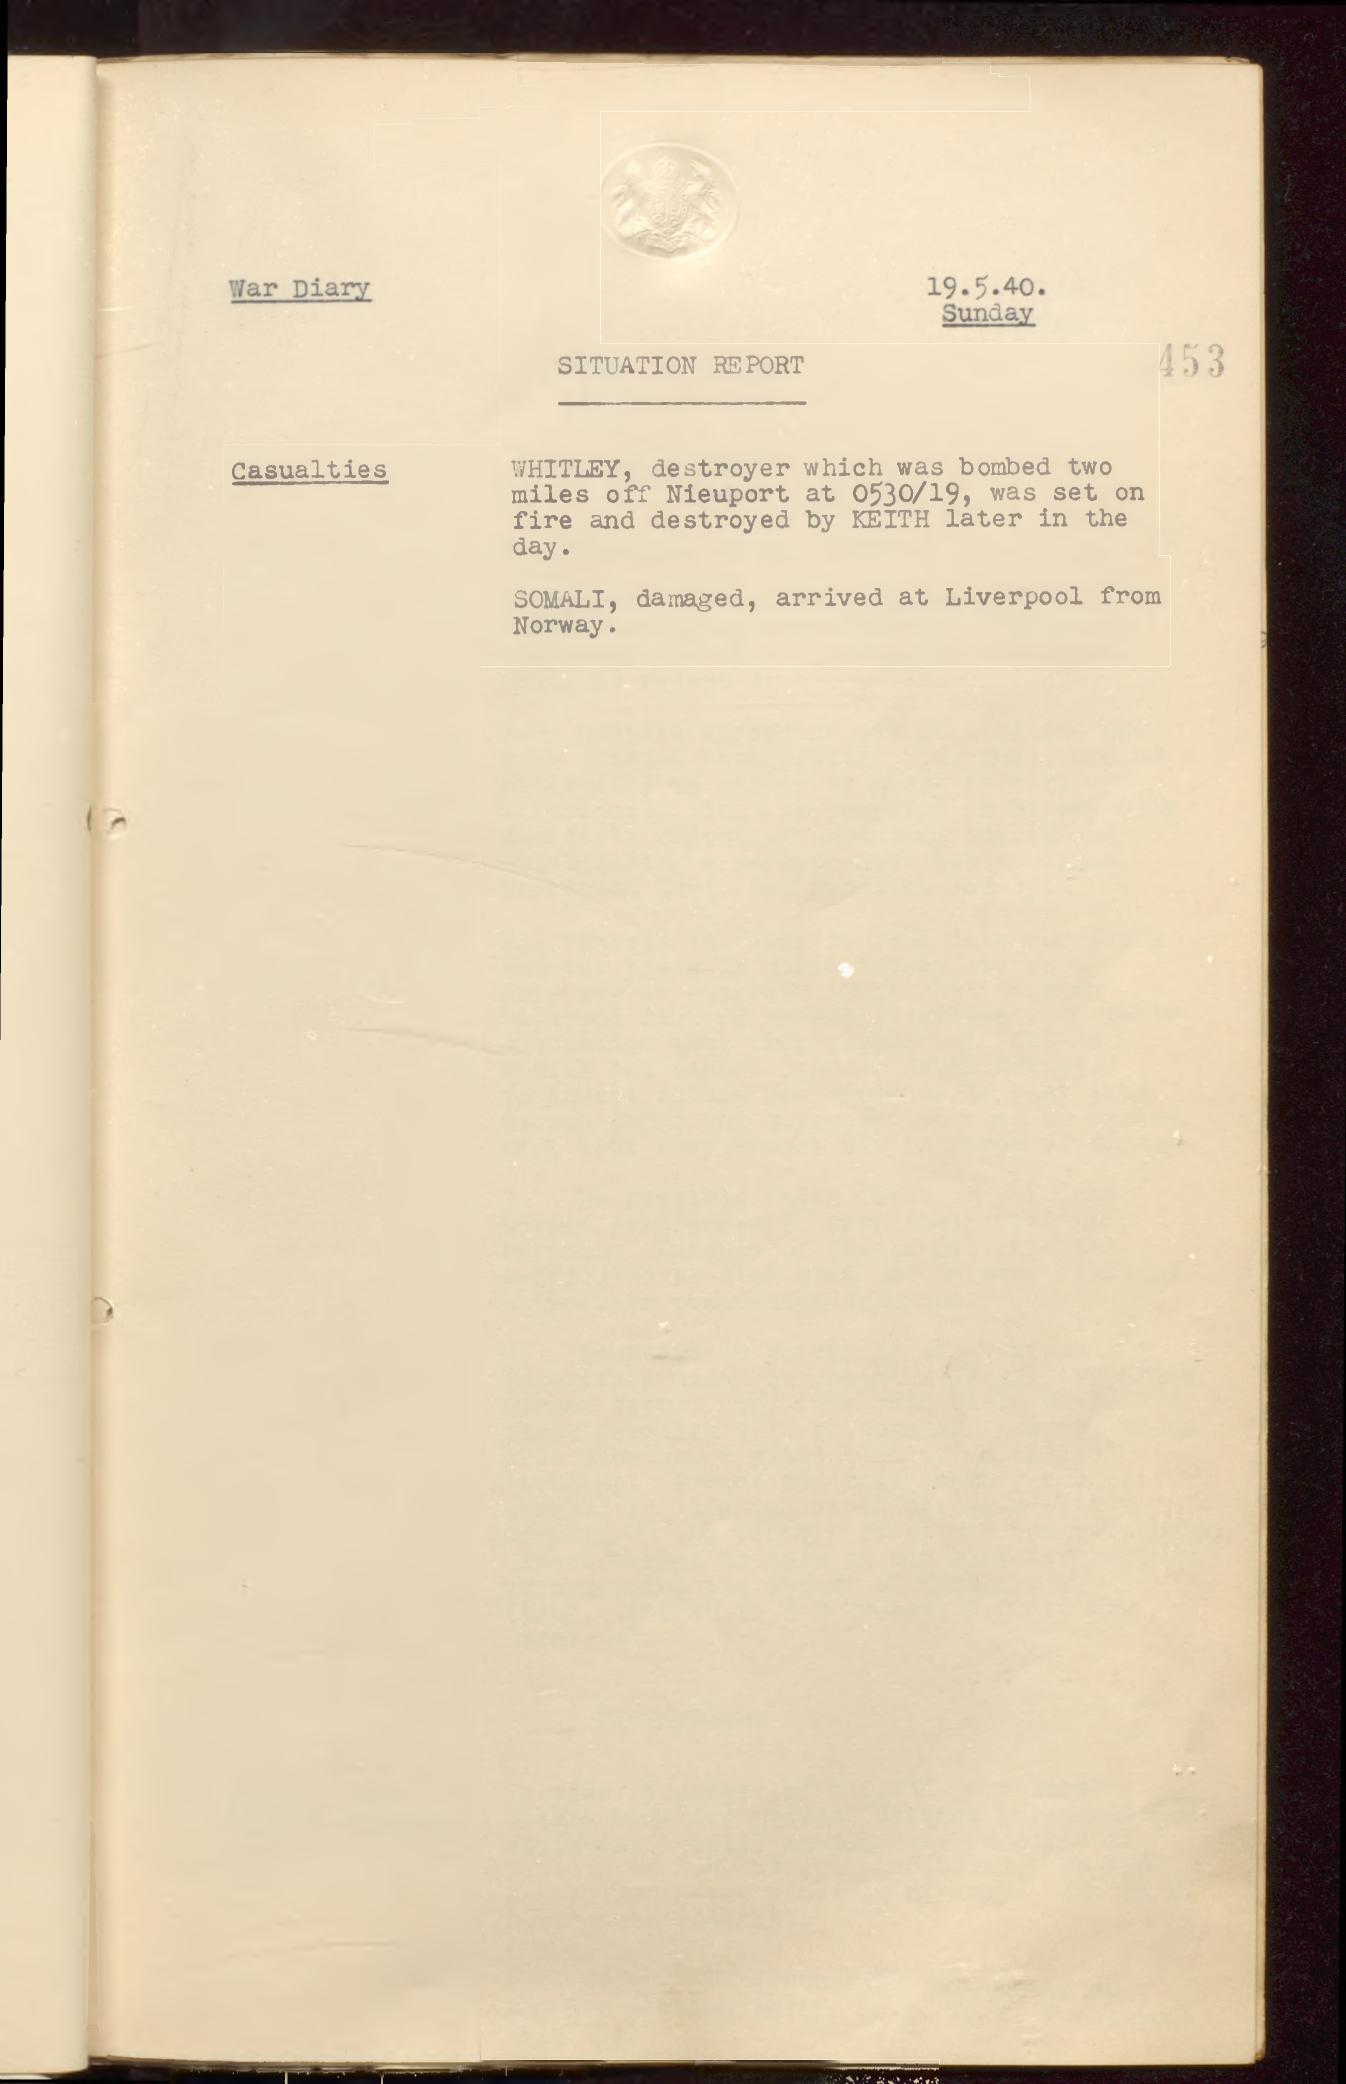 War Diary
19.5.40.
Sunday
453
SITUATION REPORT
Casualties
WHITLEY, destroyer which was bombed two
miles off Nieuport at 0530/19, was set on
fire and destroyed by KEITH later in the
day.
SOMALI, damaged, arrived at Liverpool from
Norway.